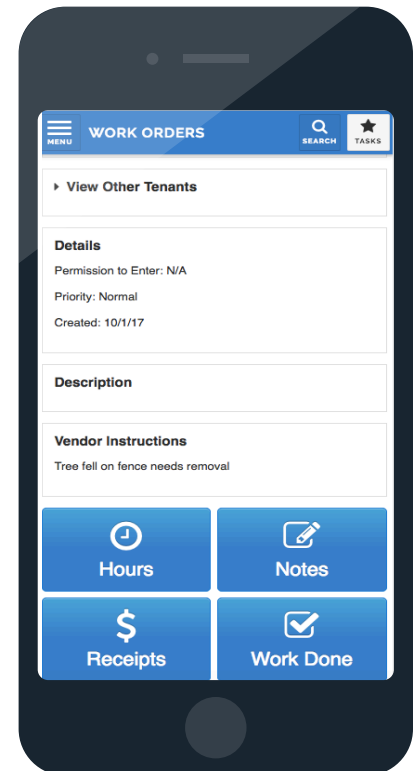 MENU
WORK ORDERS
SEARCH
TASKS
View Other Tenants
Details
Permission to Enter: N/A
Priority: Normal
Created: 10/1/17
Description
Vendor Instructions
Tree fell on fence needs removal
Hours
Notes
$
Receipts
Work Done